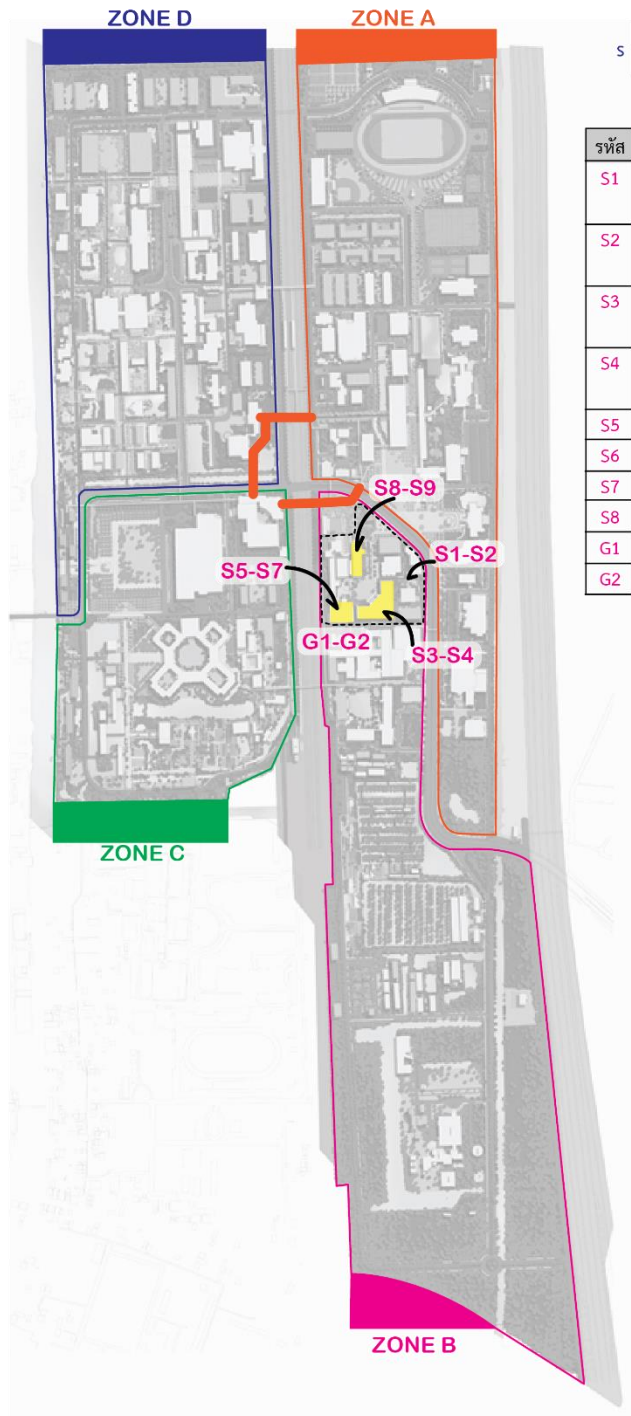 ZONE D
ZONE A
S
รหัส
S1
S2
S3
S4
S5
S6
S7
S8
G1
G2
S8-S9
S1-S2
S5-S7
G1-G2
S3-S4
ZONE C
ZONE B